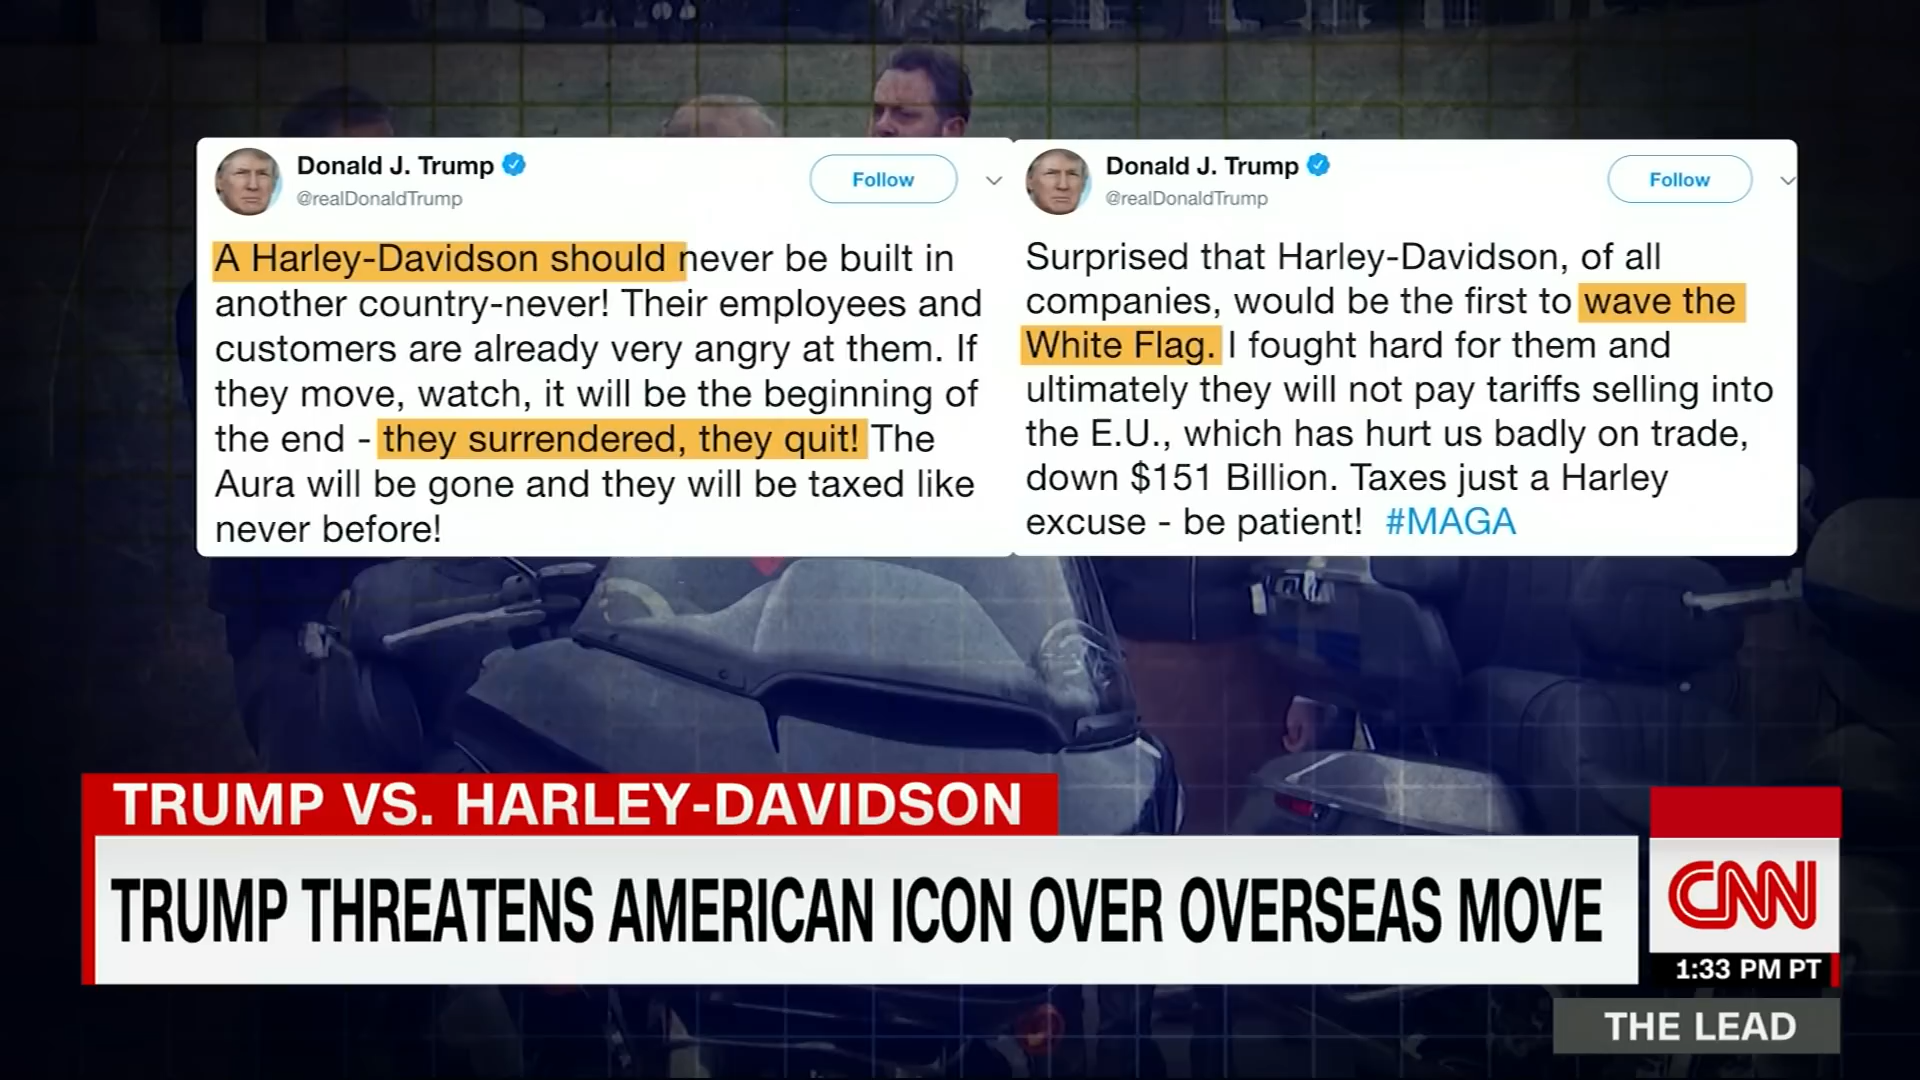 Donald J. Trump
@realDonaldTrump
Follow
A Harley-Davidson should never be built in
another country-never! Their employees and
customers are already very angry at them. If
they move, watch, it will be the beginning of
the end - they surrendered, they quit! The
Aura will be gone and they will be taxed like
never before!
Donald J. Trump
@realDonaldTrump
Follow
Surprised that Harley-Davidson, of all
companies, would be the first to wave the
White Flag. I fought hard for them and
ultimately they will not pay tariffs selling into
the E.U., which has hurt us badly on trade,
down $151 Billion. Taxes just a Harley
excuse - be patient! #MAGA
TRUMP VS. HARLEY-DAVIDSON
TRUMP THREATENS AMERICAN ICON OVER OVERSEAS MOVE
CNN
1:33 PM PT
THE LEAD